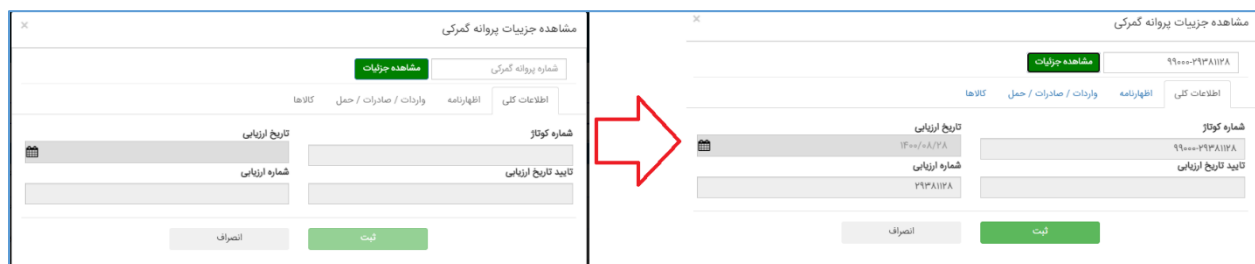 مشاهده جزییات پروانه گمرکی
×
شماره پروانه گمرکی
مشاهده جزئیات
اطلاعات کلی
اظهارنامه
واردات / صادرات / حمل
کالاها
شماره کوتاژ
تاریخ ارزیابی
تایید تاریخ ارزیابی
شماره ارزیابی
ثبت
انصراف
مشاهده جزییات پروانه گمرکی
×
۹۹۰۰۰-۲۹۳۸۱۱۲۸
مشاهده جزئیات
اطلاعات کلی
اظهارنامه
واردات / صادرات / حمل
کالاها
شماره کوتاژ
تاریخ ارزیابی
۹۹۰۰۰-۲۹۳۸۱۱۲۸
۱۴۰۰/۰۸/۲۸
تایید تاریخ ارزیابی
شماره ارزیابی
۲۹۳۸۱۱۲۸
ثبت
انصراف